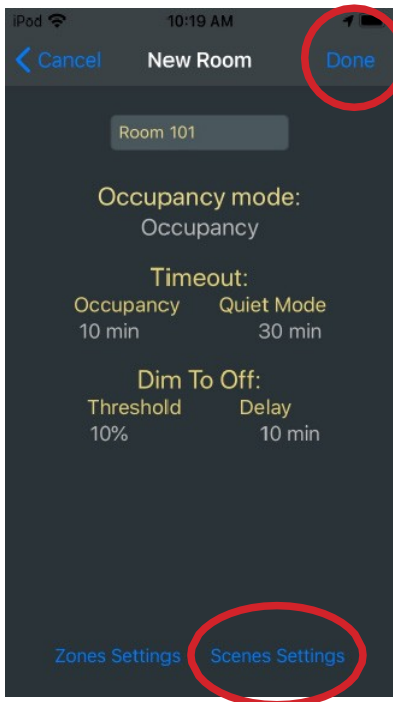 iPod 10:19 AM
Cancel New Room Done
Room 101
Occupancy mode:
Occupancy
Timeout:
Occupancy Quiet Mode
10 min 30 min
Dim To Off:
Threshold Delay
10% 10 min
Zones Settings Scenes Settings